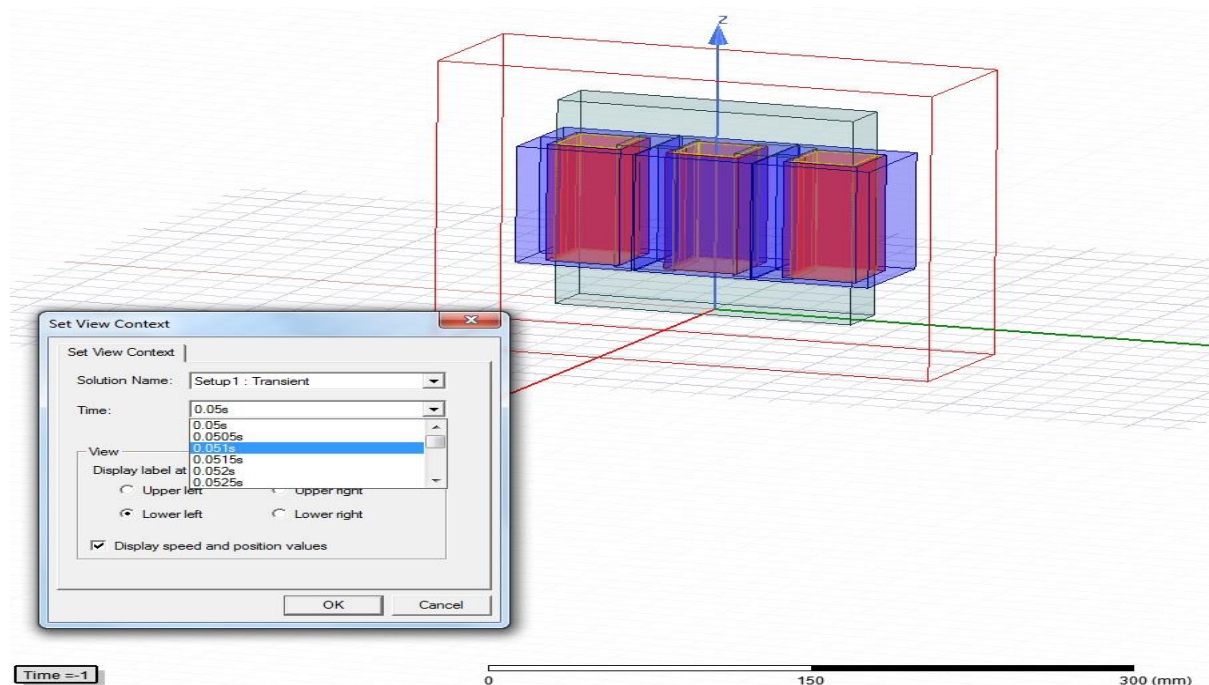 Z
Set View Context
Set View Context
Solution Name: Setup1 : Transient
Time: 0.05s
0.05s
0.0505s
0.051s
0.0515s
0.052s
0.0525s
View
Display label at
Upper left Upper right
Lower left Lower right
Display speed and position values
OK Cancel
Time =-1
0 150 300 (mm)